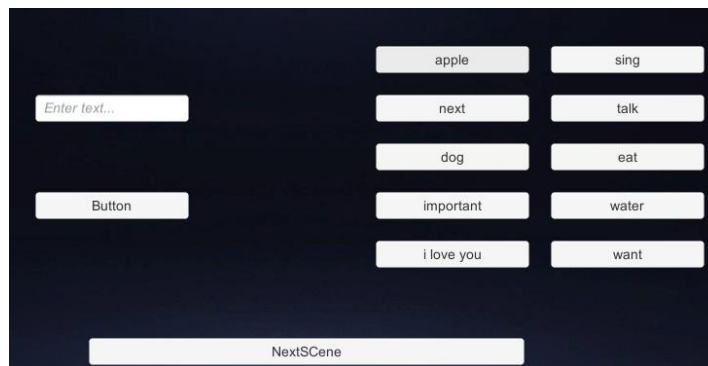 apple sing
Enter text... next talk
dog eat
Button important water
i love you want
NextSCene